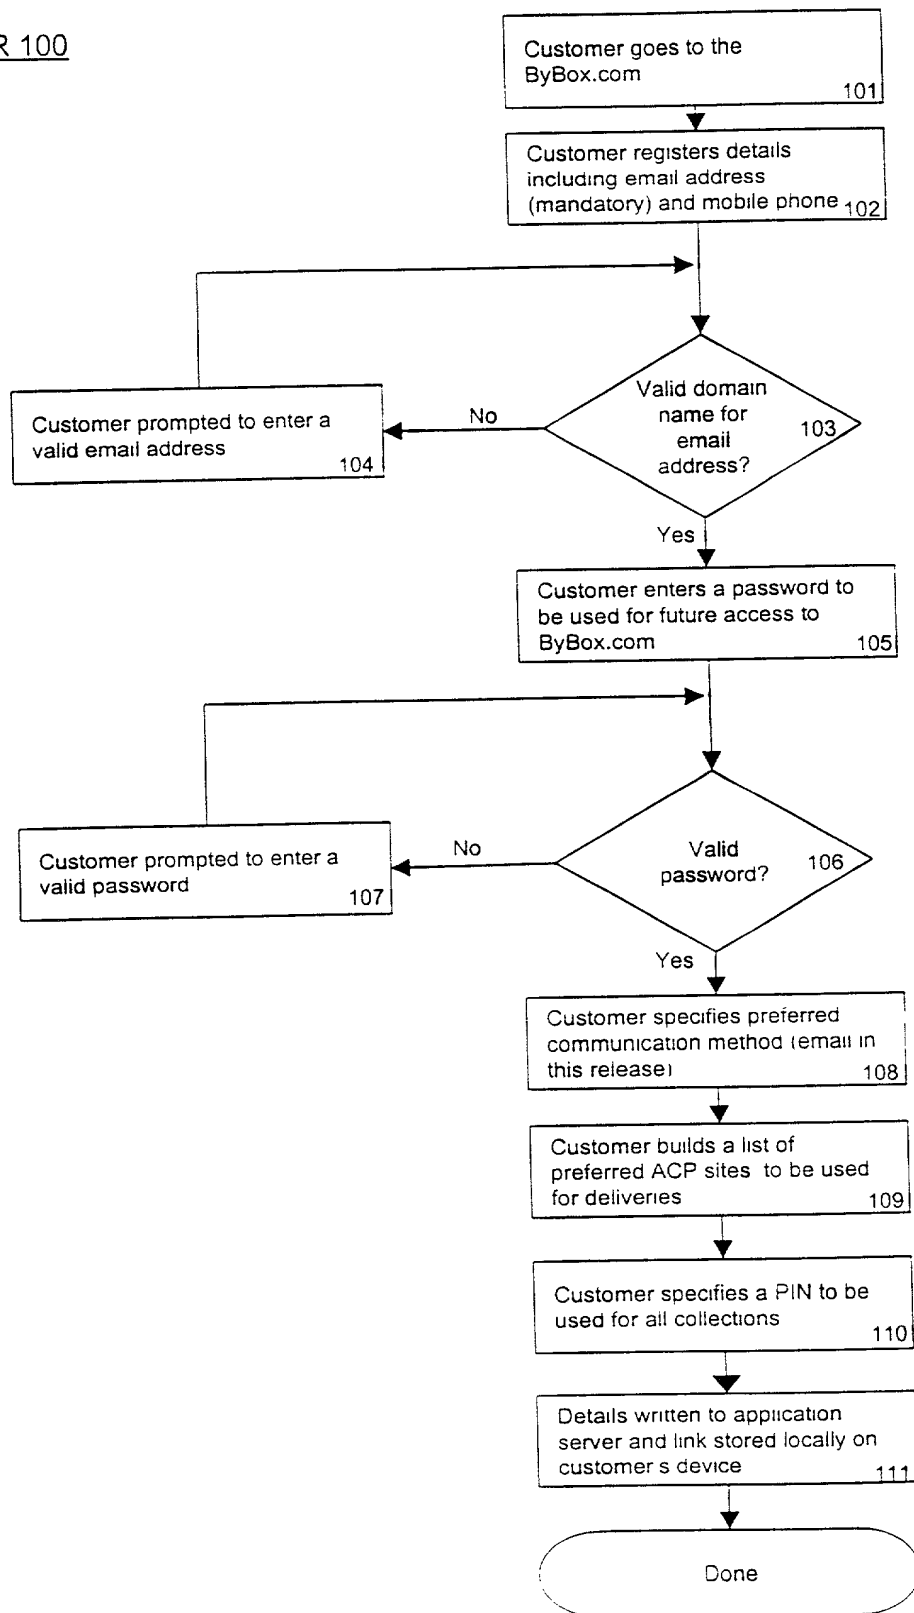 R 100
Customer goes to the
ByBox.com
101
Customer registers details
including email address
(mandatory) and mobile phone
102
Valid domain
name for
email
address?
103
No
Customer prompted to enter a
valid email address
104
Yes
Customer enters a password to
be used for future access to
ByBox.com
105
Valid
password?
106
No
Customer prompted to enter a
valid password
107
Yes
Customer specifies preferred
communication method (email in
this release)
108
Customer builds a list of
preferred ACP sites to be used
for deliveries
109
Customer specifies a PIN to be
used for all collections
110
Details written to application
server and link stored locally on
customer s device
111
Done